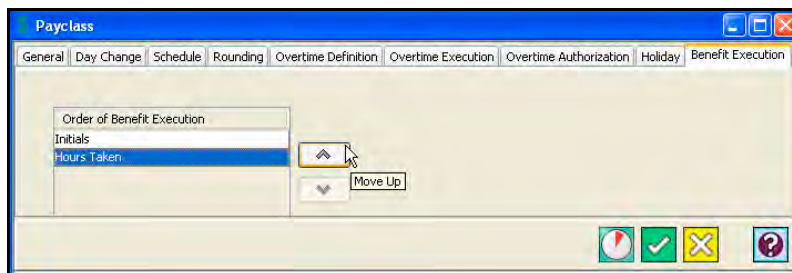 Payclass
General Day Change Schedule Rounding Overtime Definition Overtime Execution Overtime Authorization Holiday Benefit Execution
Order of Benefit Execution
Initials
Hours Taken
Move Up
?